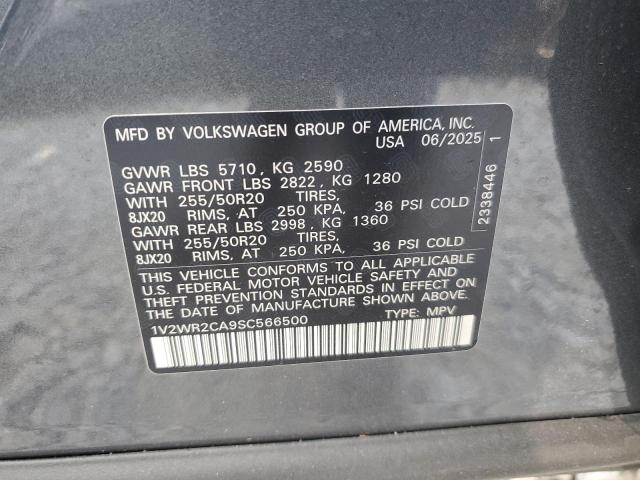 MFD BY VOLKSWAGEN GROUP OF AMERICA, INC.
USA 06/2025
GVWR LBS 5710, KG 2590
GAWR FRONT LBS 2822, KG 1280
WITH 255/50R20 TIRES,
8JX20 RIMS, AT 250 KPA, 36 PSI COLD
GAWR REAR LBS 2998, KG 1360
WITH 255/50R20 TIRES,
8JX20 RIMS, AT 250 KPA, 36 PSI COLD
THIS VEHICLE CONFORMS TO ALL APPLICABLE
U.S. FEDERAL MOTOR VEHICLE SAFETY AND
THEFT PREVENTION STANDARDS IN EFFECT ON
THE DATE OF MANUFACTURE SHOWN ABOVE.
1V2WR2CA9SC566500 TYPE: MPV
2338446 1